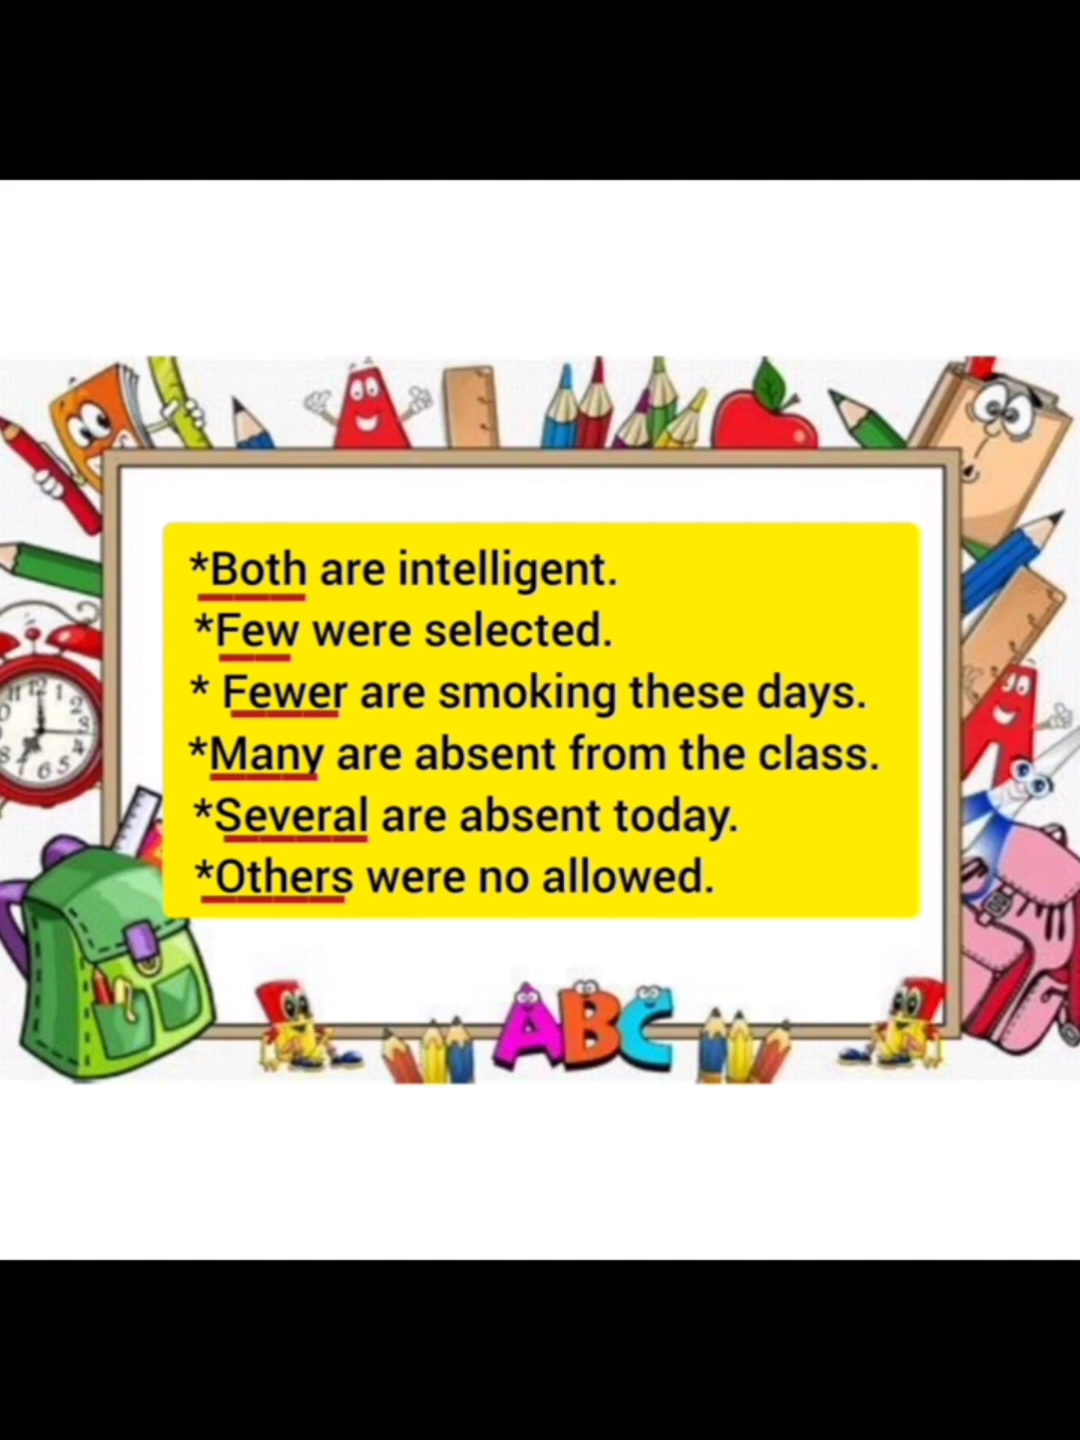 *Both are intelligent.
*Few were selected.
* Fewer are smoking these days.
*Many are absent from the class.
*Several are absent today.
*Others were no allowed.
ABC